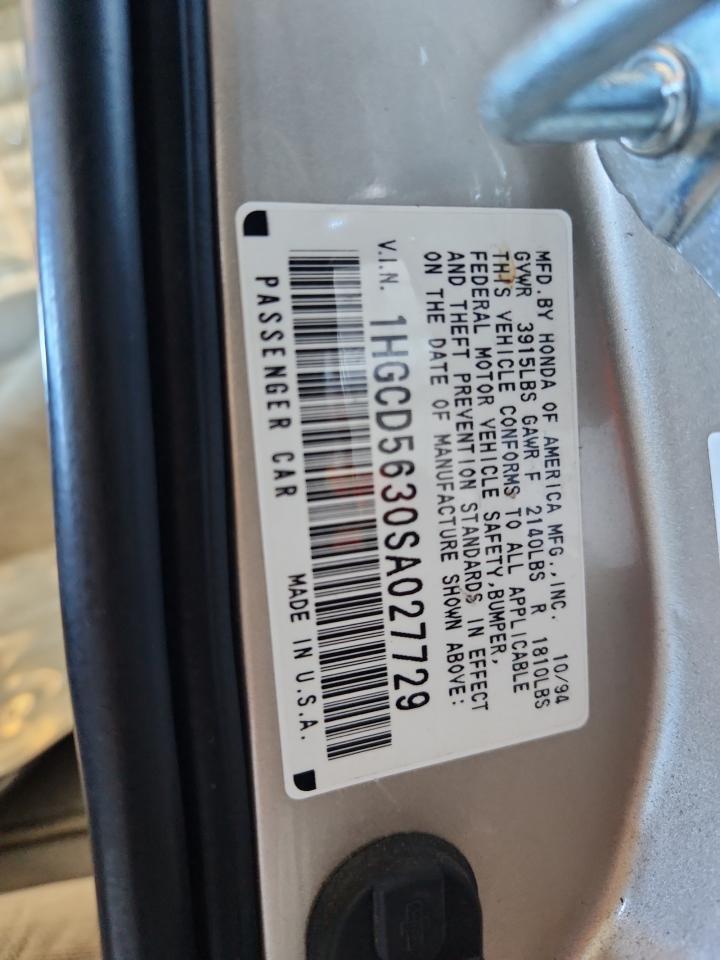 MFD.BY HONDA OF AMERICA MFG.,INC. 10/94
GVWR 3915LBS GAWR F 2140LBS R 1810LBS
THIS VEHICLE CONFORMS TO ALL APPLICABLE
FEDERAL MOTOR VEHICLE SAFETY,BUMPER,
AND THEFT PREVENTION STANDARDS IN EFFECT
ON THE DATE OF MANUFACTURE SHOWN ABOVE:
V.I.N. 1HGCD5630SA027729
PASSENGER CAR MADE IN U.S.A.